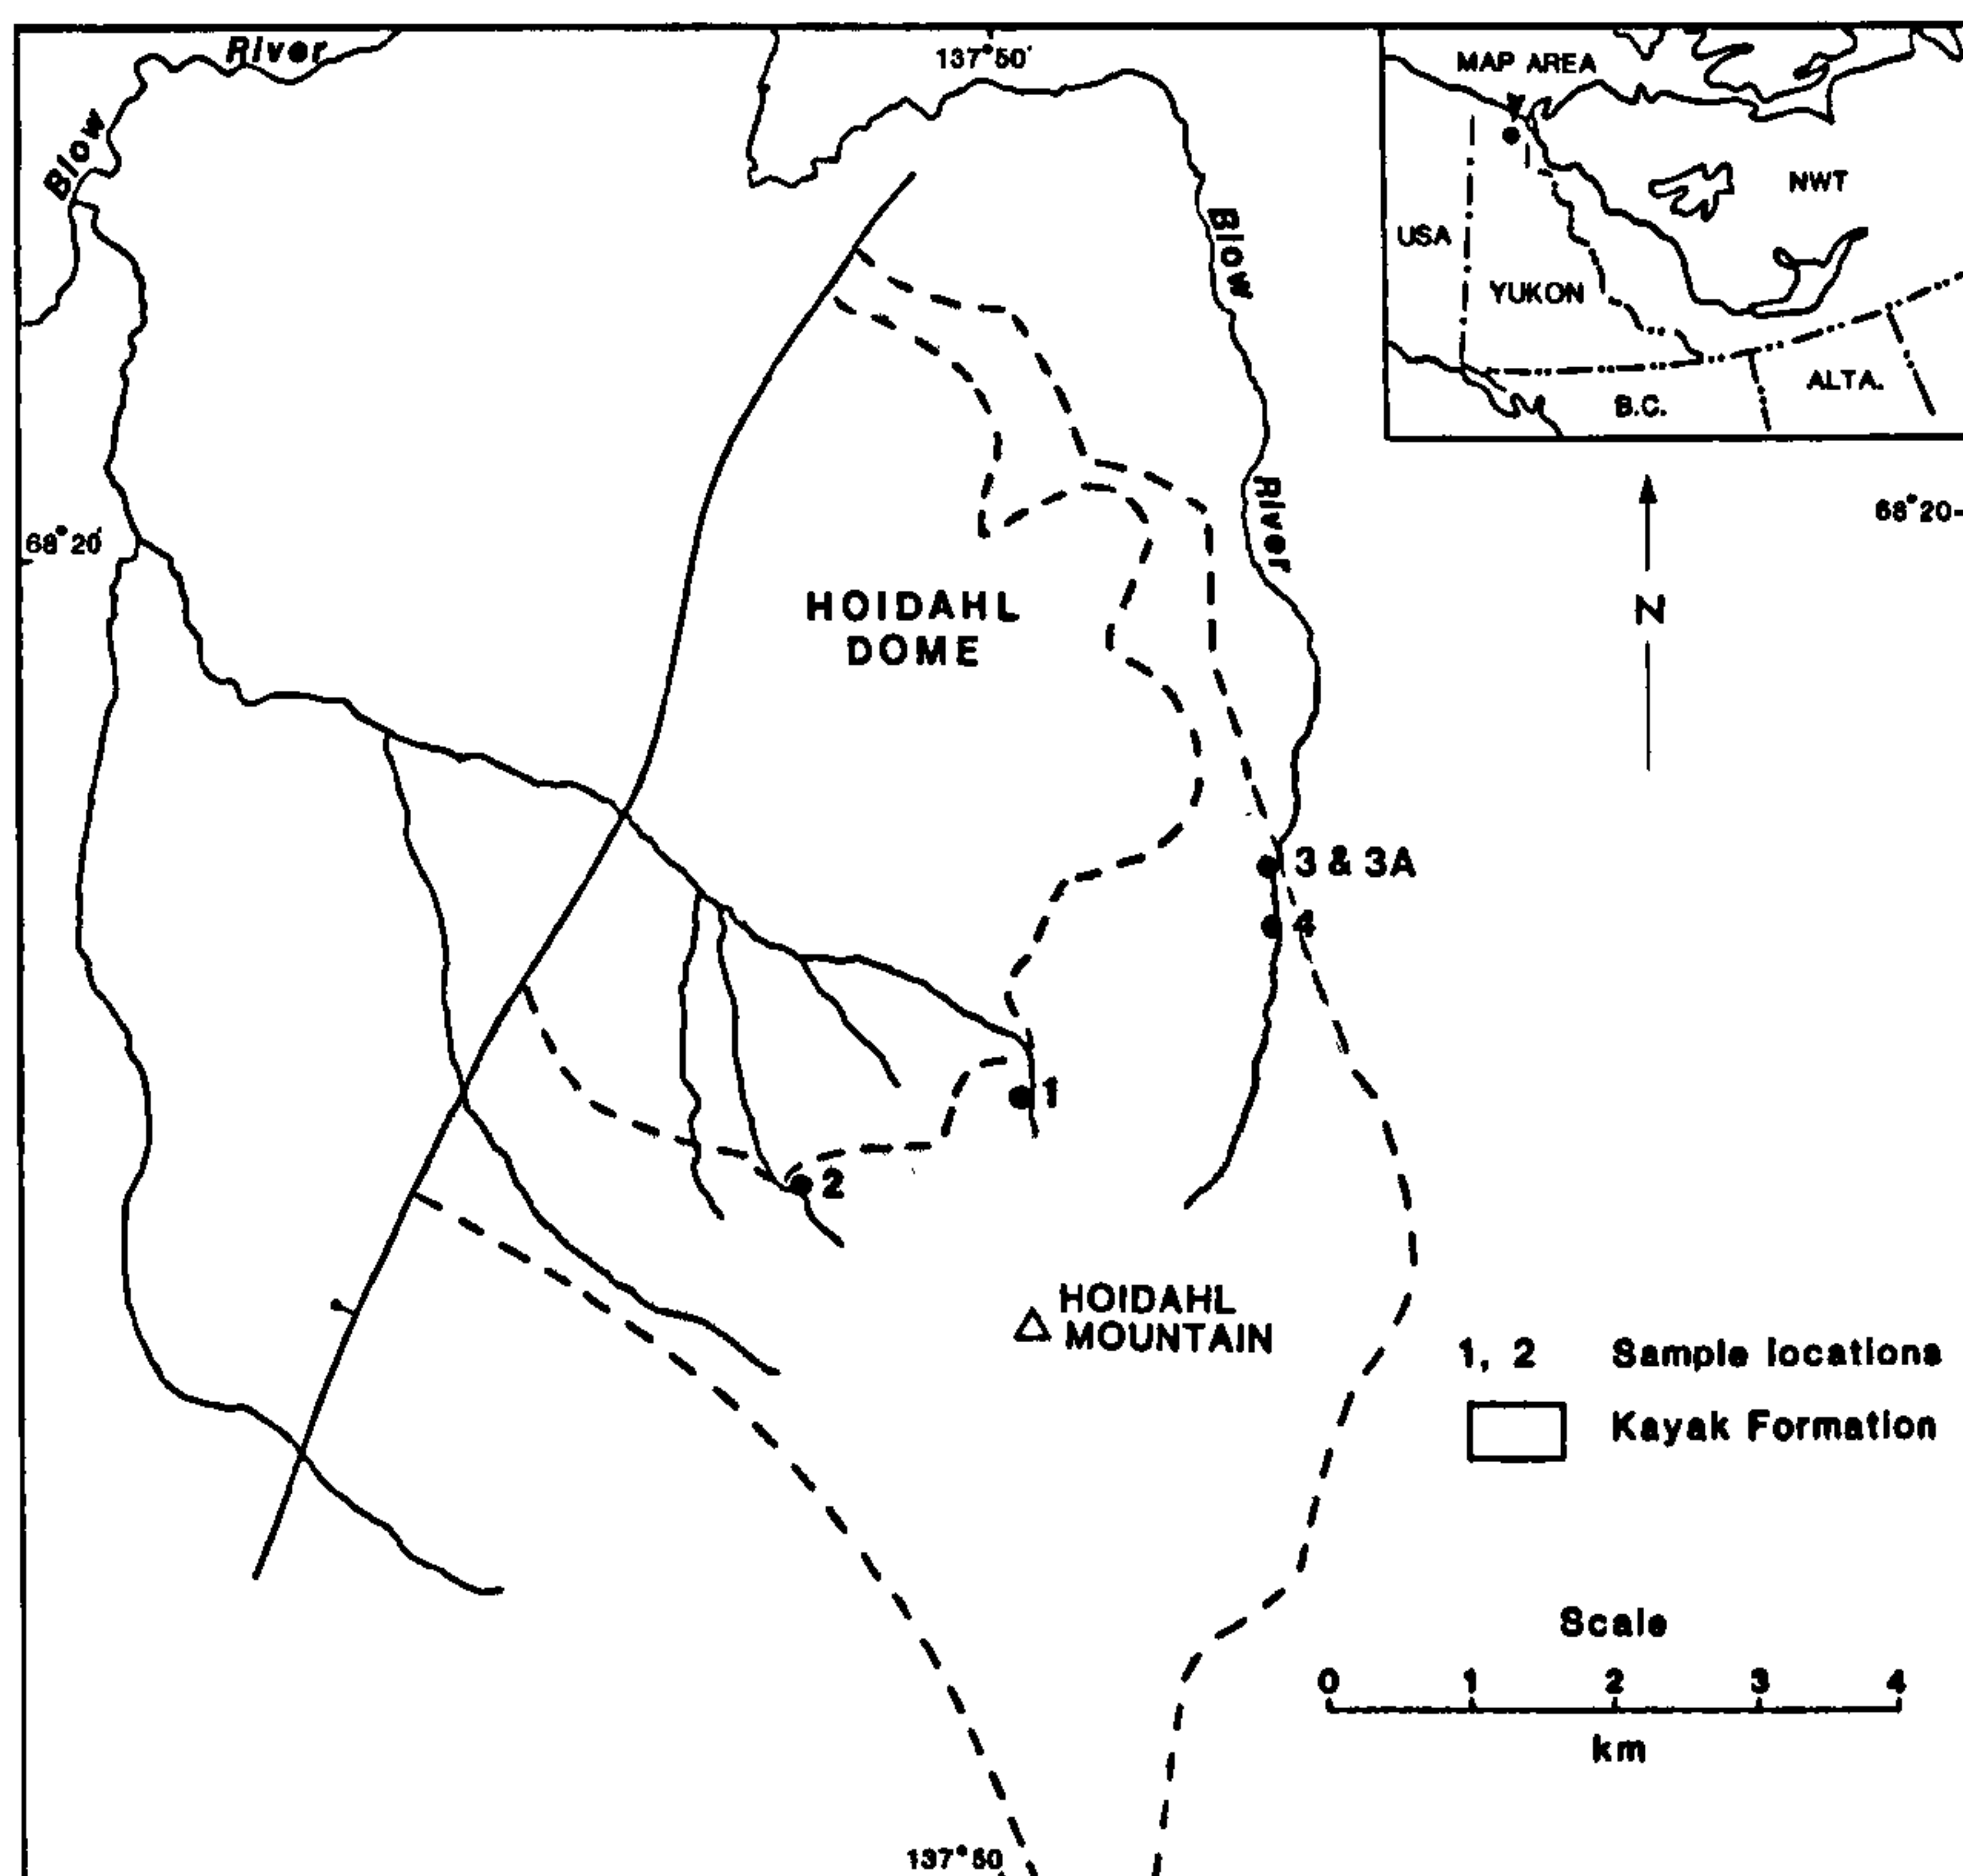 River
137°50'
Blow
MAP AREA
NWT
USA
YUKON
ALTA.
B.C.
Blow
River
68°20'
68°20
N
HOIDAHL
DOME
3 & 3A
4
1
2
HOIDAHL
MOUNTAIN
1, 2 Sample locations
Kayak Formation
Scale
0 1 2 3 4
km
137°50